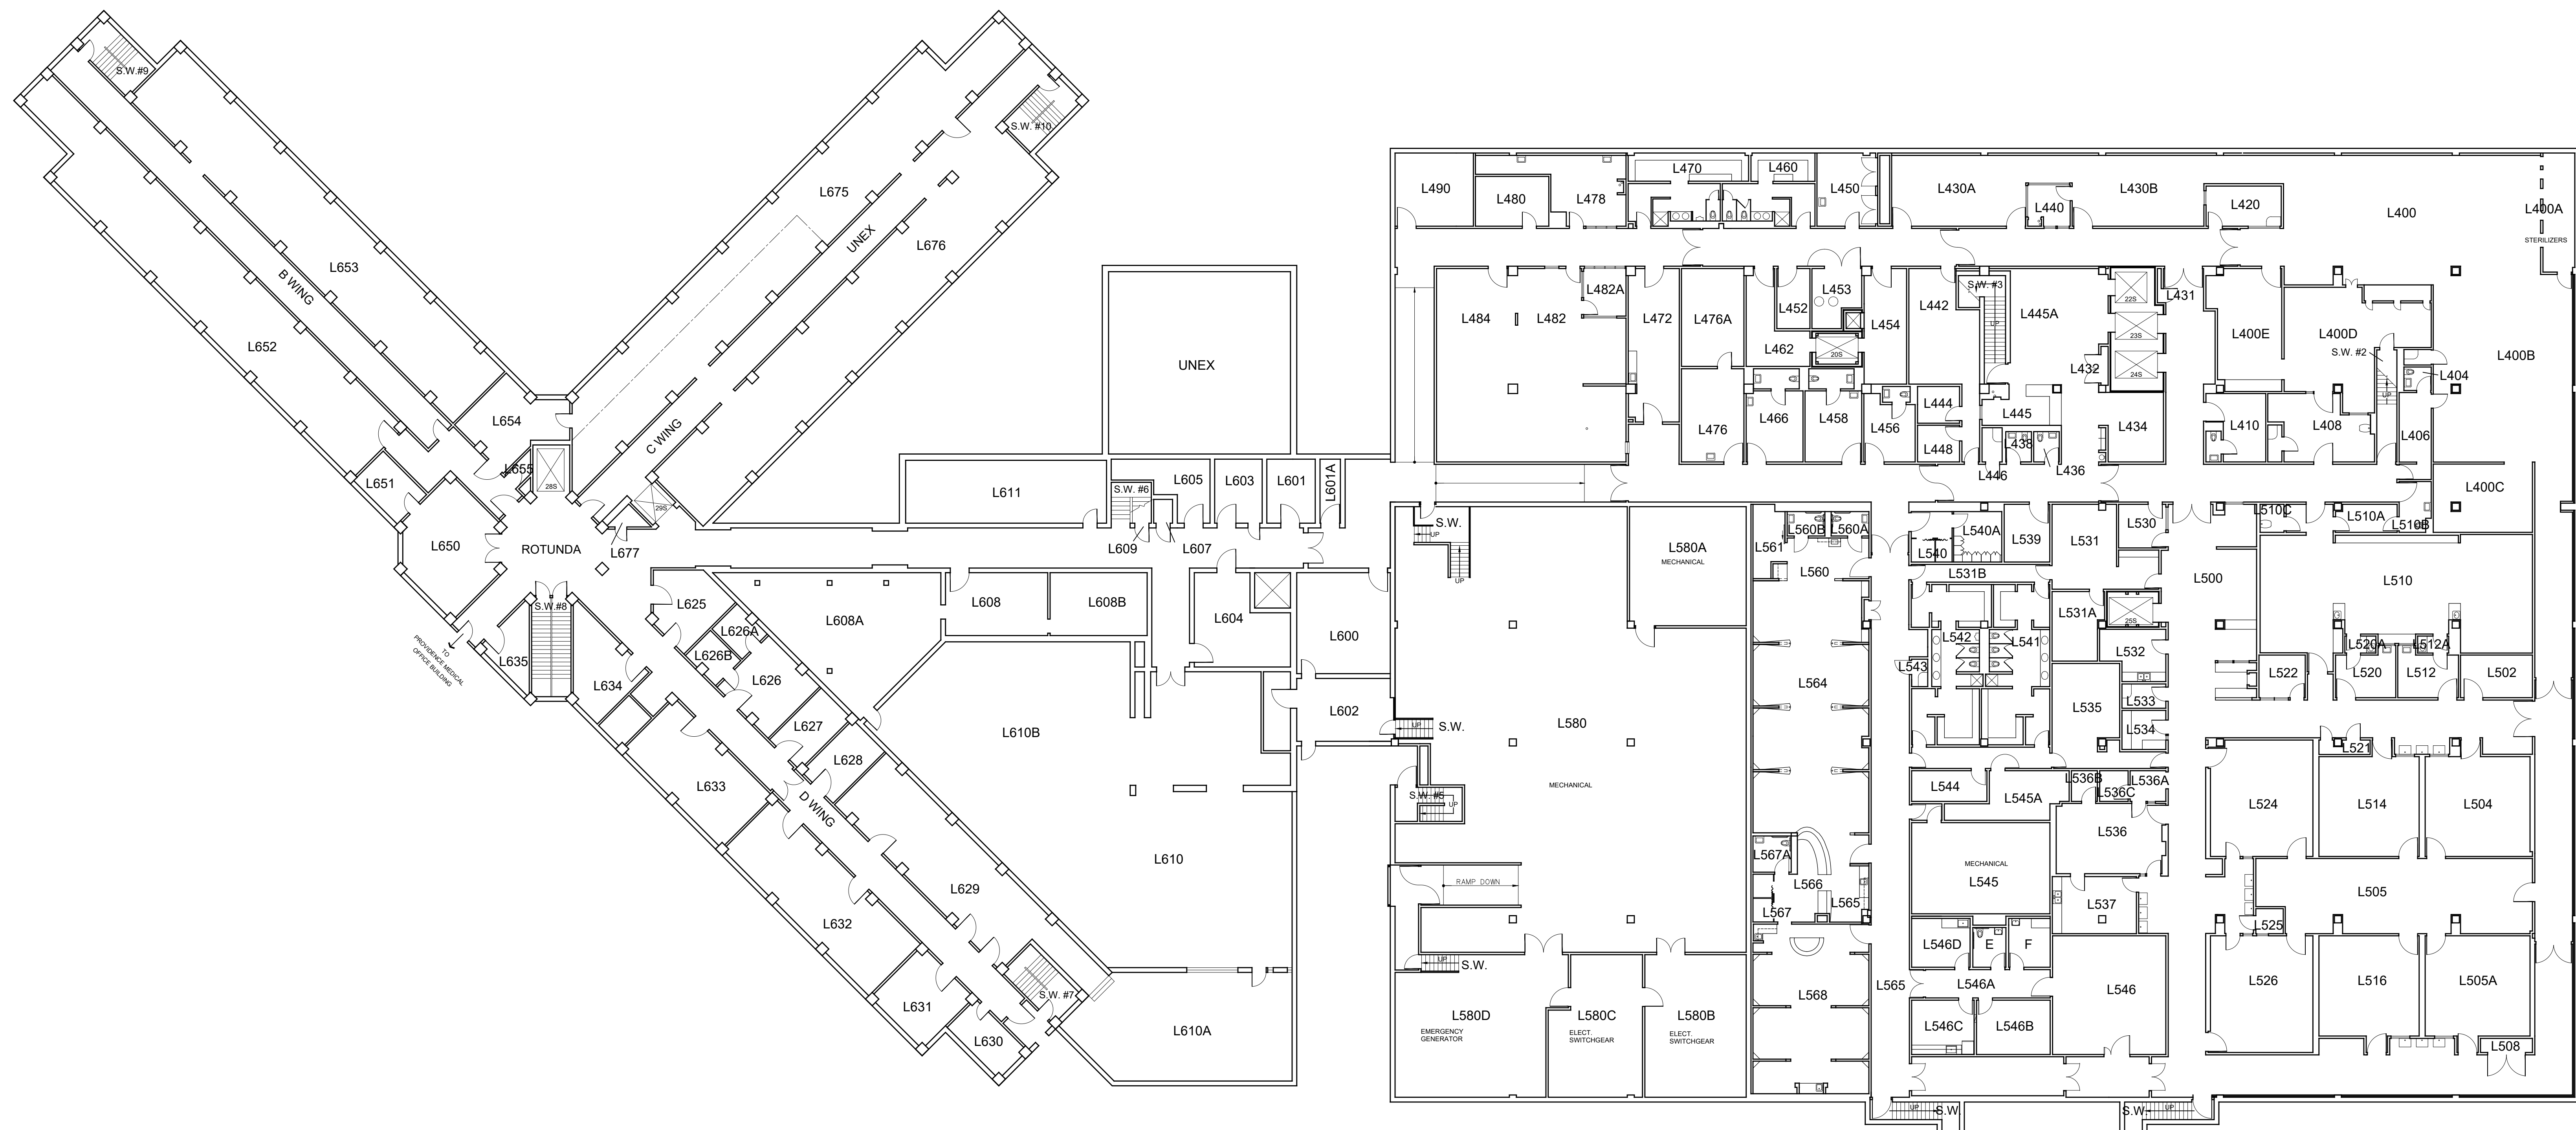 S.W.#9
S.W. #10
L675
UNEX
L676
L653
B WING
L652
L654
C WING
L655
28S
29S
L651
L650
ROTUNDA
L677
S.W.#8
TO
PROVIDENCE MEDICAL
OFFICE BUILDING
L635
L634
L625
L626A
L626B
L626
L627
L628
L633
D WING
L629
L632
L631
L630
S.W. #7
UNEX
L611
S.W. #6
L605
L603
L601
L601A
L609
L607
L608A
L608
L608B
L604
L600
L602
L610B
L610
L610A
L490
L480
L478
L470
L460
L450
L430A
L440
L430B
L420
L400
L400A
STERILIZERS
L484
L482
L482A
L472
L476A
L452
L453
L462
20S
L454
L442
S.W. #3
UP
L445A
22S
23S
24S
L431
L432
L400E
L400D
S.W. #2
UP
L400B
L404
L476
L466
L458
L456
L444
L448
L445
L438
L446
L436
L434
L410
L408
L406
L400C
S.W.
UP
UP
L580A
MECHANICAL
L561
L560B
L560A
L560
L540
L540A
L539
L531
L530
L531B
L510C
L510A
L510B
L500
L510
L531A
25S
L532
L542
L541
L543
L564
L535
L533
L534
L520A
L512A
L522
L520
L512
L502
L580
MECHANICAL
UP
S.W.
S.W. #5
UP
L521
L544
L545A
L536B
L536C
L536A
L536
L524
L514
L504
MECHANICAL
L545
L567A
L566
L567
L565
L537
L505
L525
RAMP DOWN
UP
S.W.
L580D
EMERGENCY
GENERATOR
L580C
ELECT.
SWITCHGEAR
L580B
ELECT.
SWITCHGEAR
L568
L565
L546D
E
F
L546A
L546
L546C
L546B
L526
L516
L505A
L508
UP
S.W.
S.W.
UP